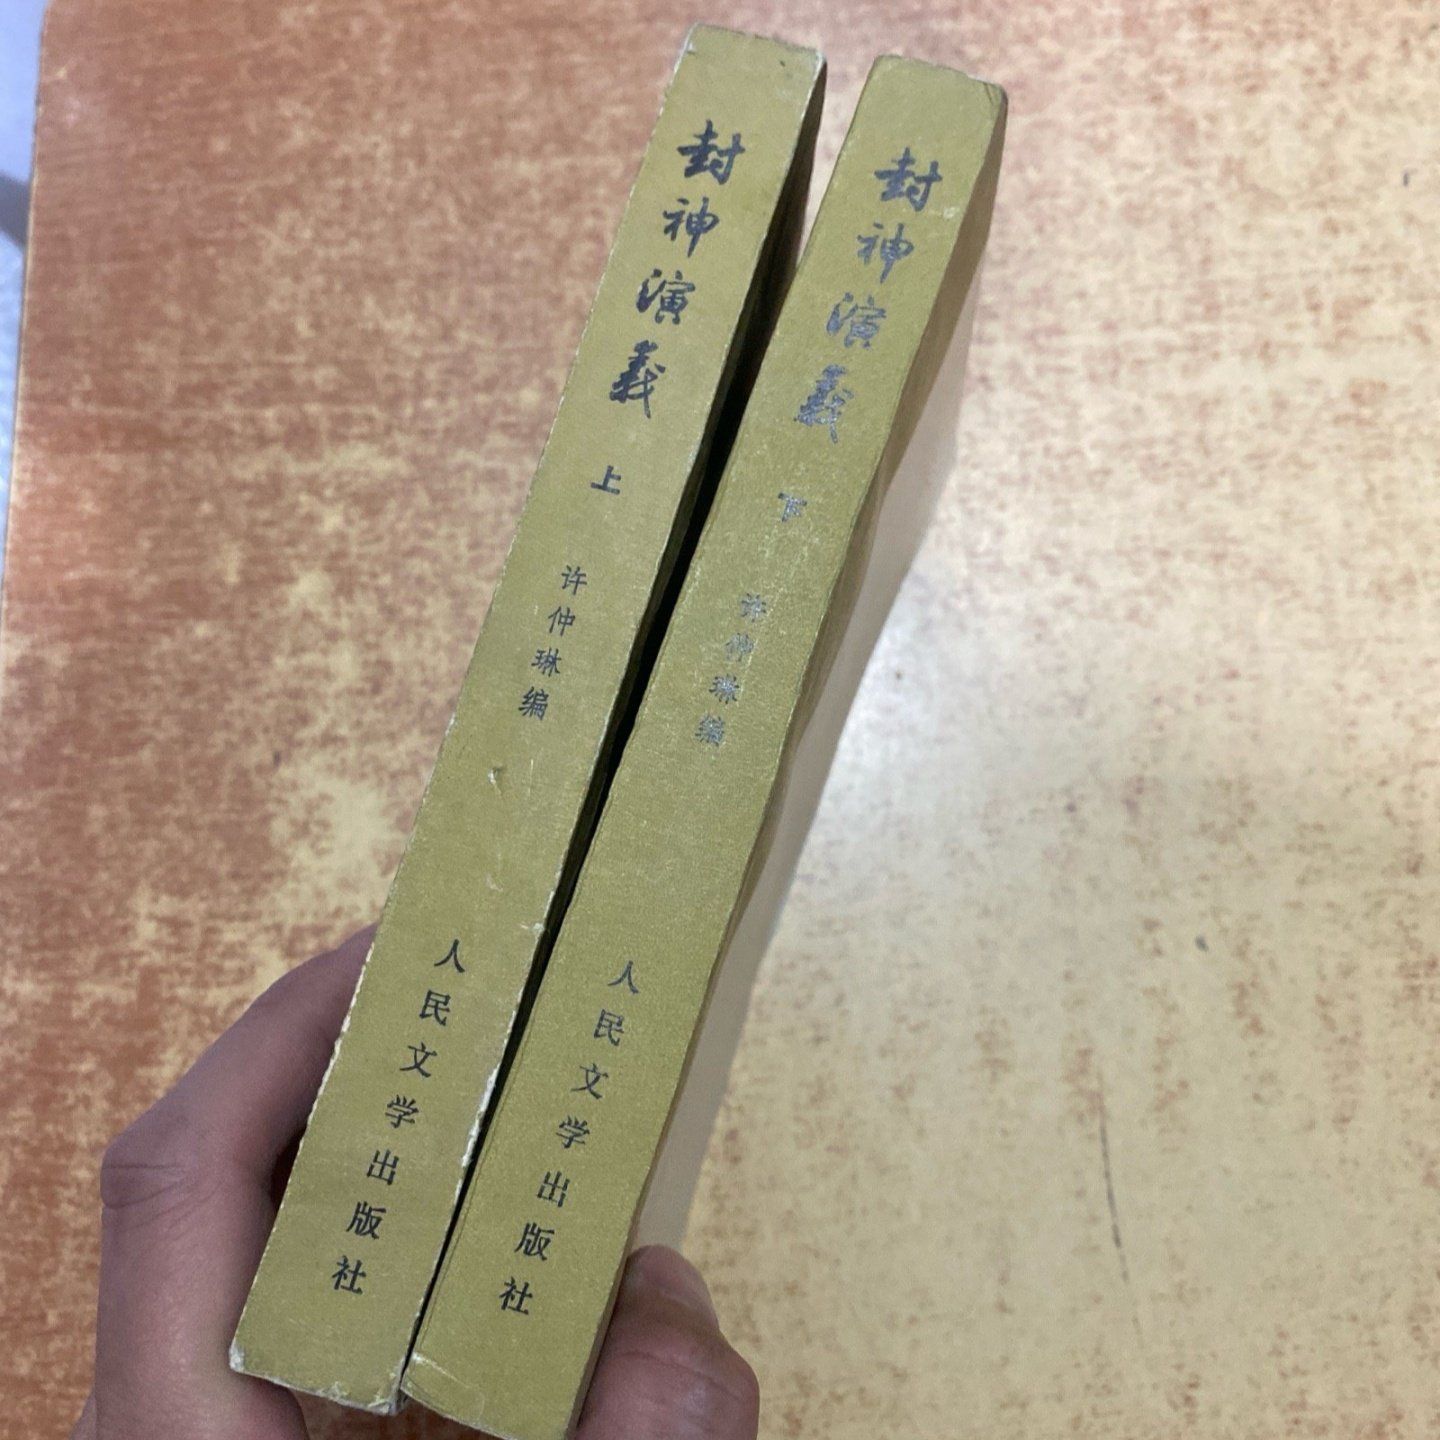 封神演義
上
许仲琳编
人民文学出版社
封神演義
下
许仲琳编
人民文学出版社